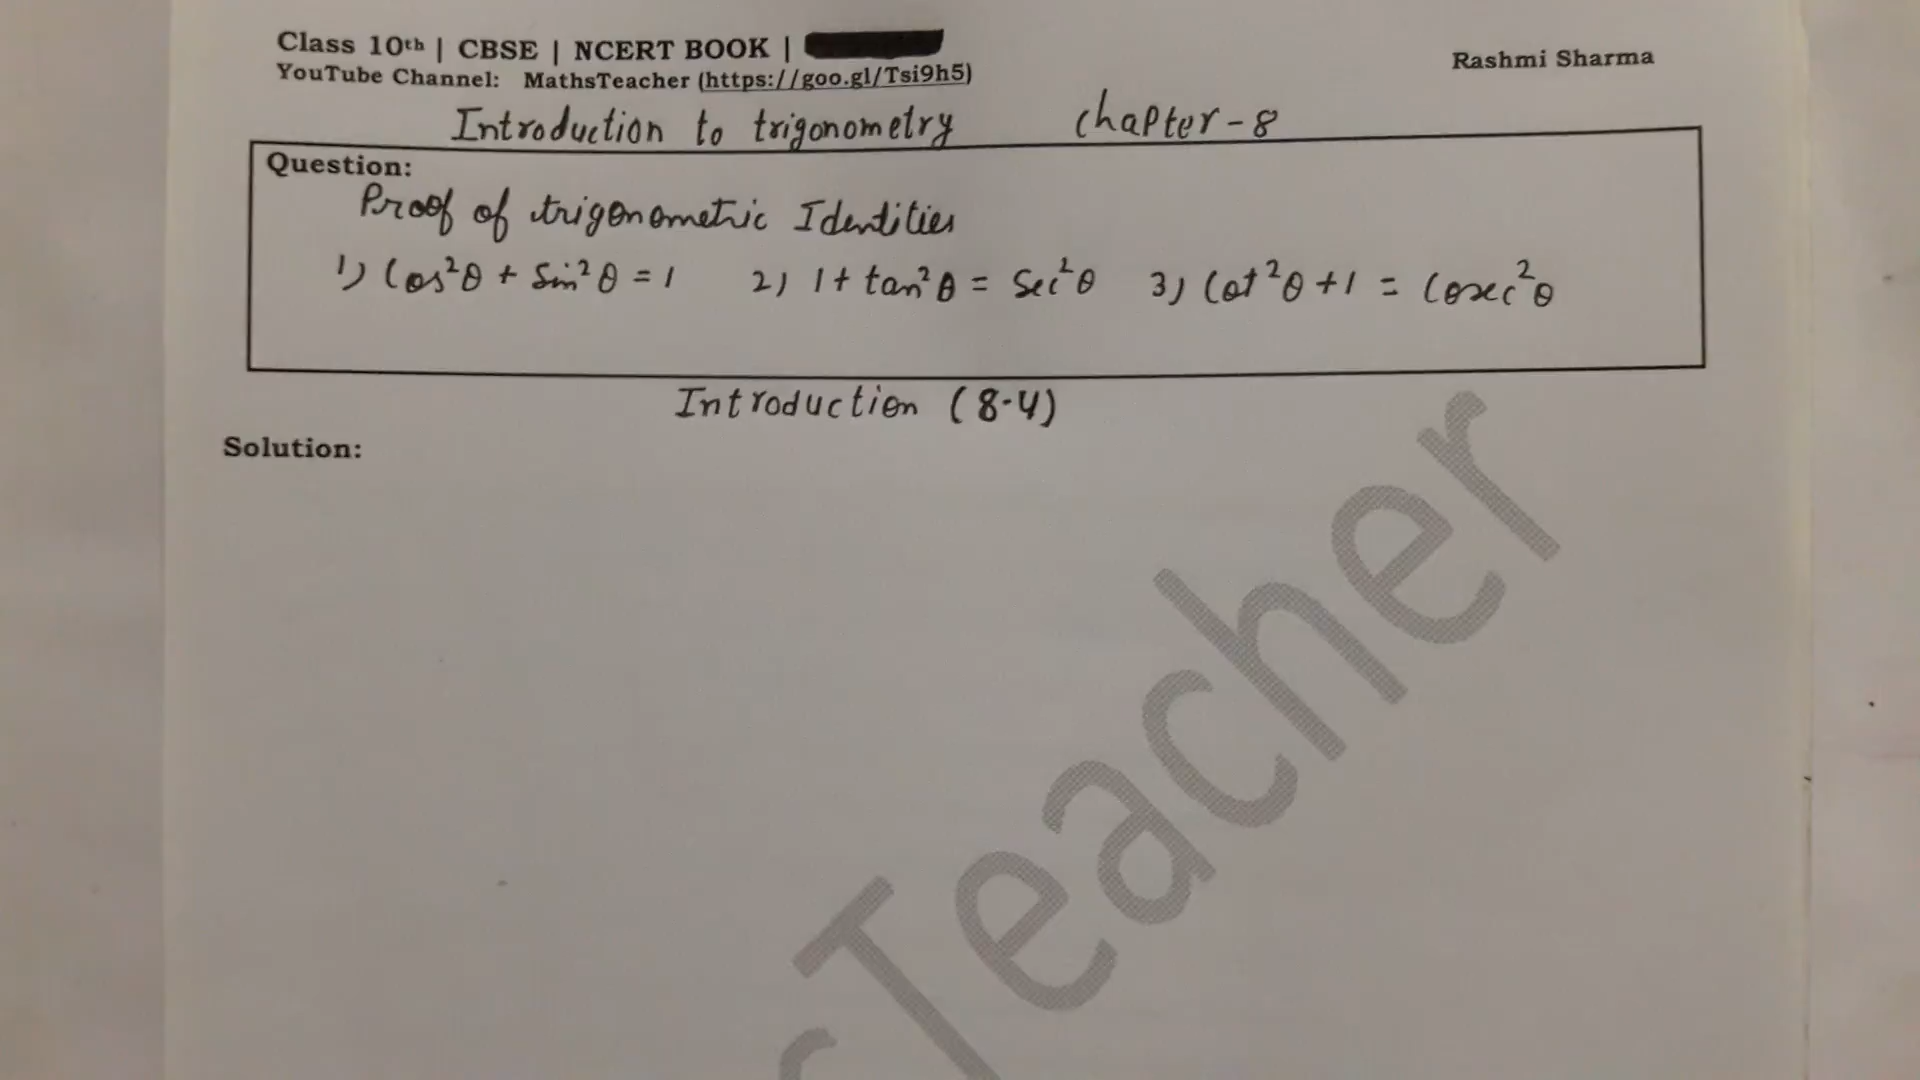 Class 10th | CBSE | NCERT BOOK |
Rashmi Sharma
YouTube Channel: MathsTeacher (https://goo.gl/Tsi9h5)
Introduction to trigonometry chapter-8
Question:
Proof of trigonometric Identities
1) Cos²θ + Sin²θ = 1 2) 1 + tan²θ = Sec²θ 3) Cot²θ + 1 = Cosec²θ
Introduction (8.4)
Solution:
Teacher